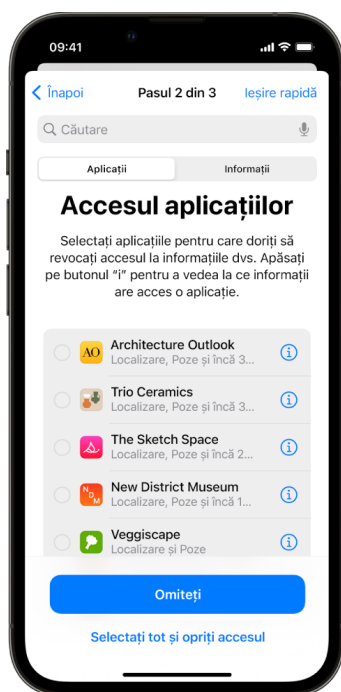 09:41
Înapoi Pasul 2 din 3 Ieșire rapidă
Căutare
Aplicații Informații
Accesul aplicațiilor
Selectați aplicațiile pentru care doriți să
revocați accesul la informațiile dvs. Apăsați
pe butonul "i" pentru a vedea la ce informații
are acces o aplicație.
AO Architecture Outlook
Localizare, Poze și încă 3...
Trio Ceramics
Localizare, Poze și încă 3...
The Sketch Space
Localizare, Poze și încă 2...
NDM New District Museum
Localizare, Poze și încă 1...
Veggiscape
Localizare și Poze
Omiteți
Selectați tot și opriți accesul